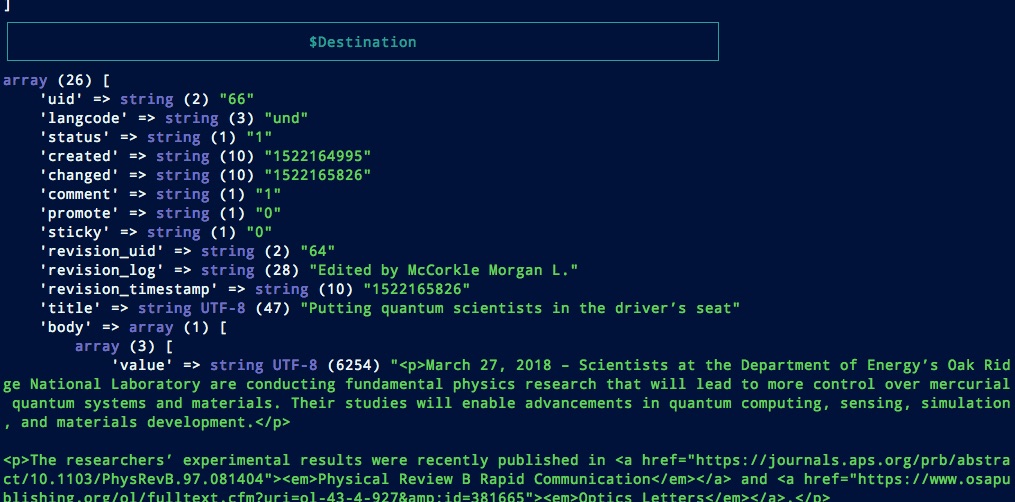 ]
$Destination
array (26) [
    'uid' => string (2) "66"
    'langcode' => string (3) "und"
    'status' => string (1) "1"
    'created' => string (10) "1522164995"
    'changed' => string (10) "1522165826"
    'comment' => string (1) "1"
    'promote' => string (1) "0"
    'sticky' => string (1) "0"
    'revision_uid' => string (2) "64"
    'revision_log' => string (28) "Edited by McCorkle Morgan L."
    'revision_timestamp' => string (10) "1522165826"
    'title' => string UTF-8 (47) "Putting quantum scientists in the driver’s seat"
    'body' => array (1) [
        array (3) [
            'value' => string UTF-8 (6254) "<p>March 27, 2018 – Scientists at the Department of Energy’s Oak Rid
ge National Laboratory are conducting fundamental physics research that will lead to more control over mercurial
 quantum systems and materials. Their studies will enable advancements in quantum computing, sensing, simulation
, and materials development.</p>

<p>The researchers’ experimental results were recently published in <a href="https://journals.aps.org/prb/abstra
ct/10.1103/PhysRevB.97.081404"><em>Physical Review B Rapid Communication</em></a> and <a href="https://www.osapu
blishing.org/ol/fulltext.cfm?uri=ol-43-4-927&amp;id=381665"><em>Optics Letters</em></a>.</p>